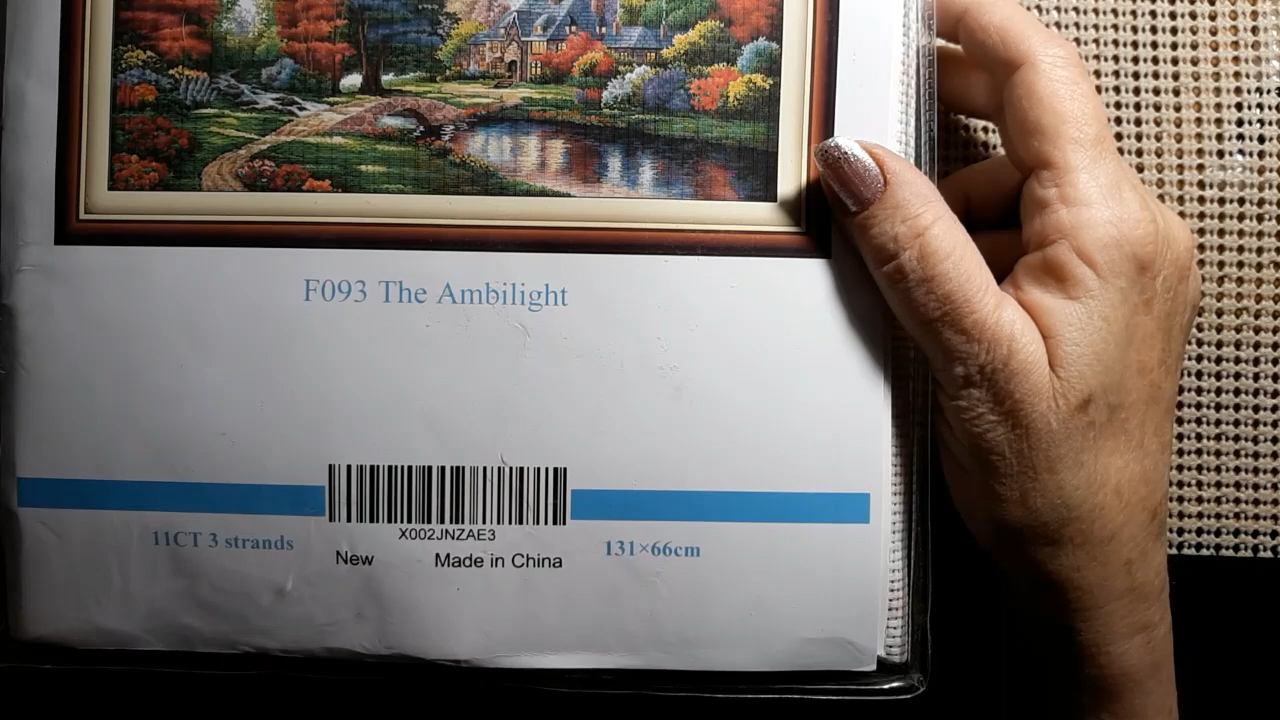 F093 The Ambilight
X002JNZAE3
11CT 3 strands
New Made in China
131×66cm